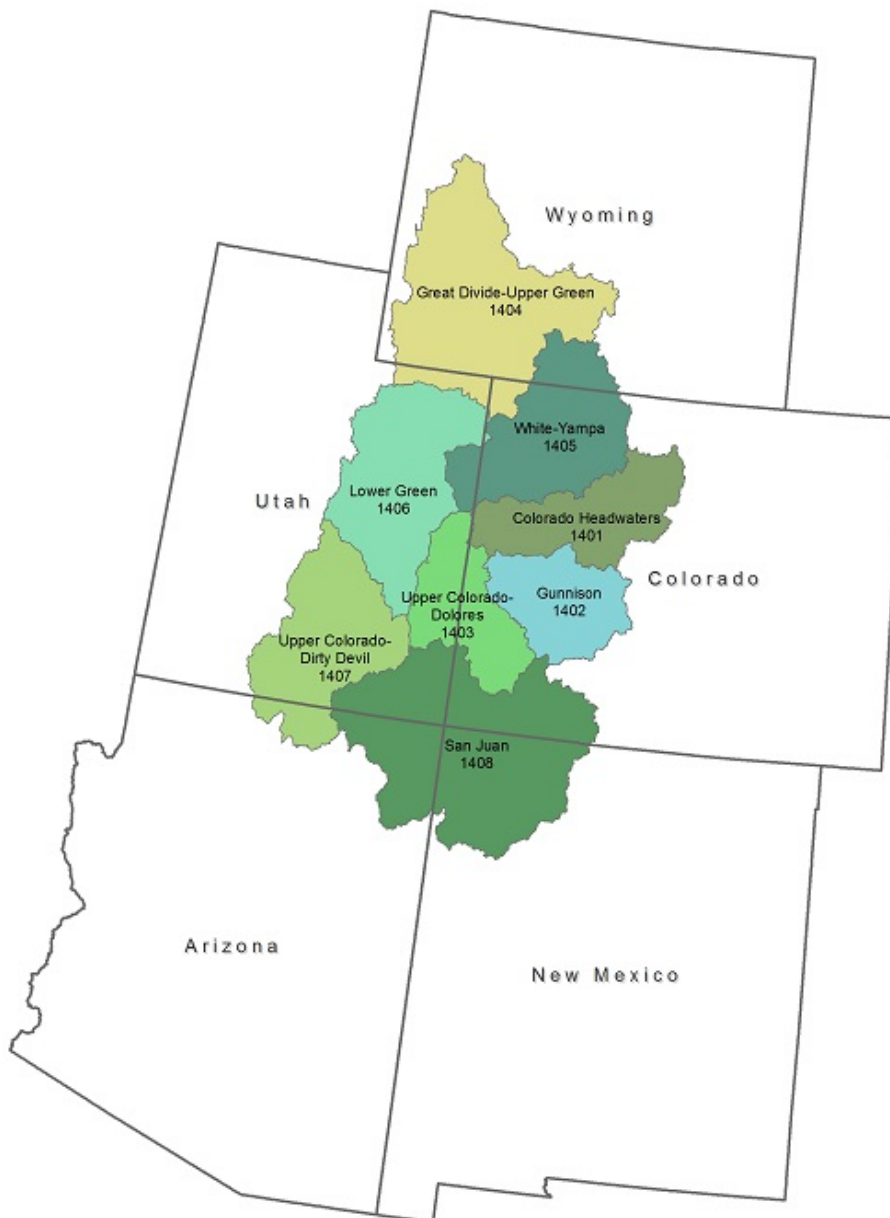 Wyoming
Great Divide-Upper Green
1404
White-Yampa
1405
Utah
Lower Green
1406
Colorado Headwaters
1401
Colorado
Gunnison
1402
Upper Colorado-
Dolores
1403
Upper Colorado-
Dirty Devil
1407
San Juan
1408
Arizona
New Mexico